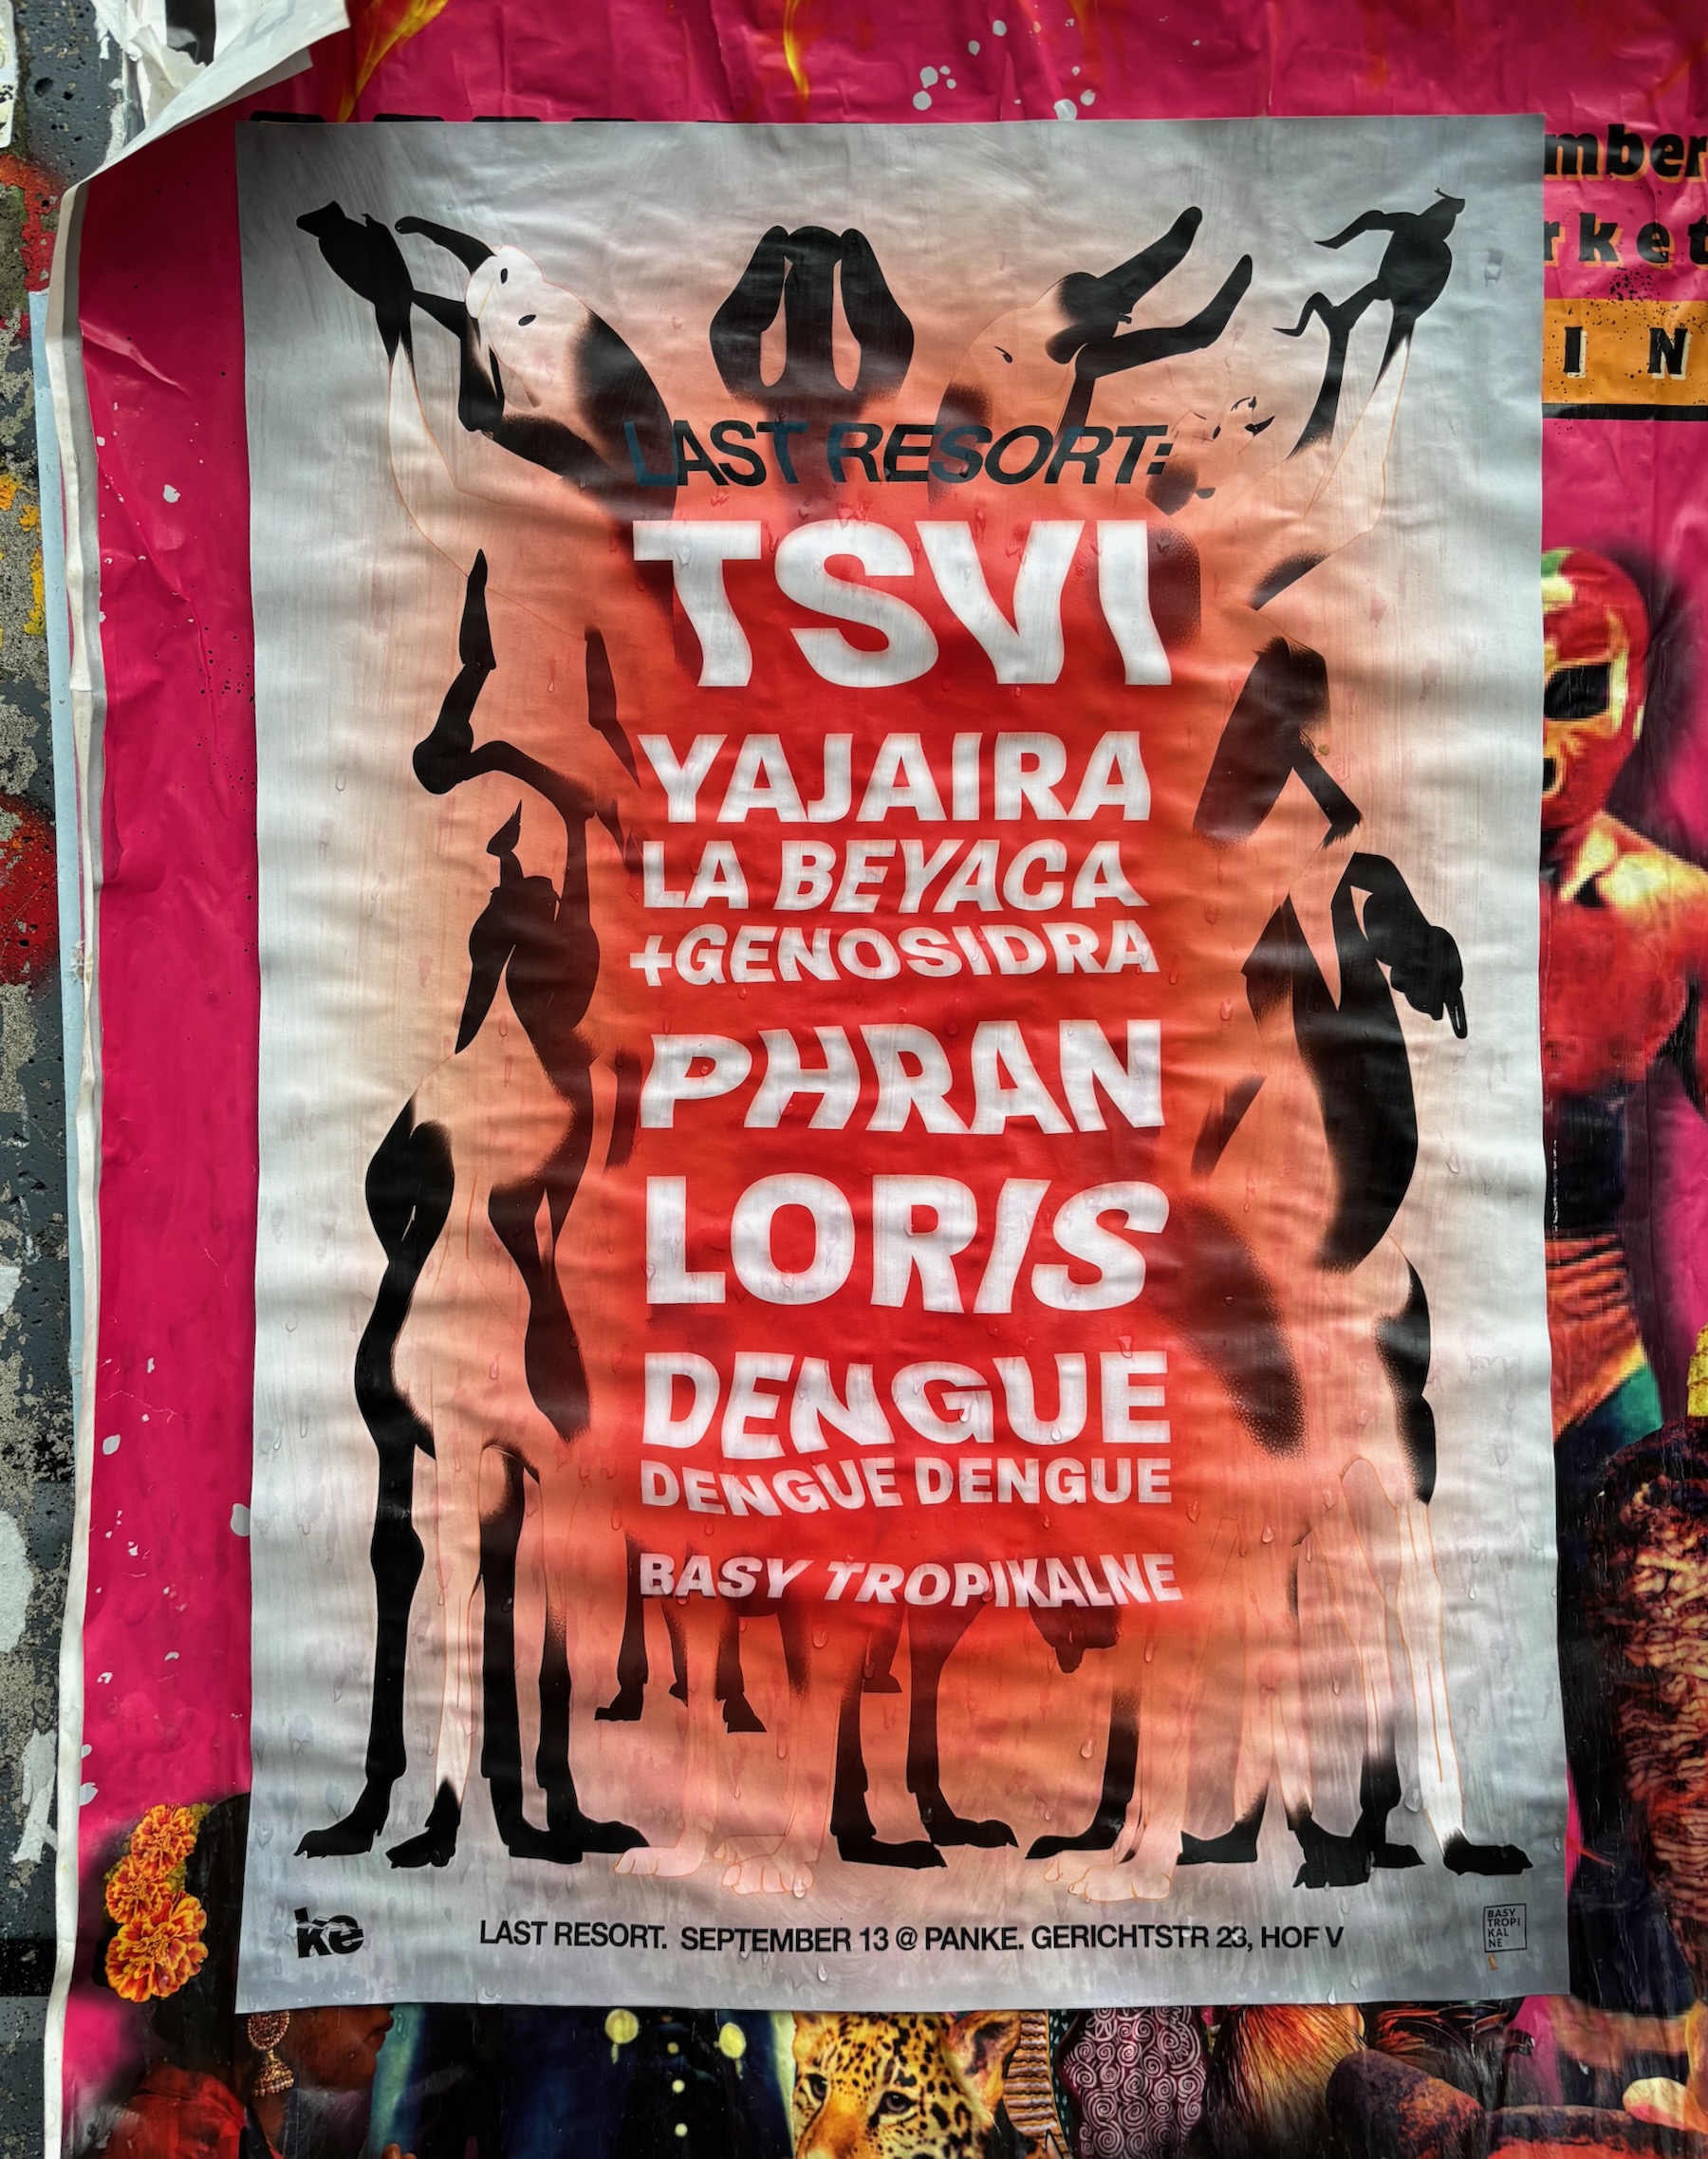 mber
rket
IN
LAST RESORT:
TSVI
YAJAIRA
LA BEYACA
+GENOSIDRA
PHRAN
LORIS
DENGUE
DENGUE DENGUE
BASY TROPIKALNE
ke
LAST RESORT. SEPTEMBER 13 @ PANKE. GERICHTSTR 23, HOF V
BASY
TROPI
KAL
NE